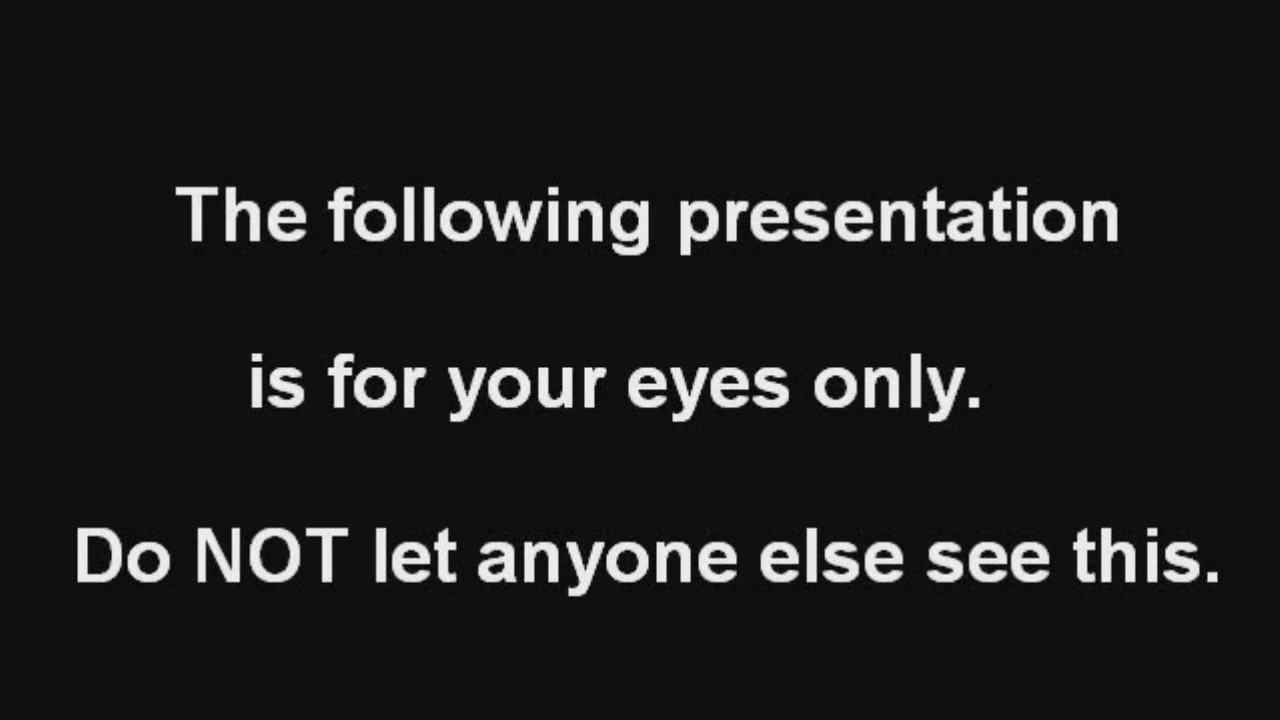 The following presentation
is for your eyes only.
Do NOT let anyone else see this.